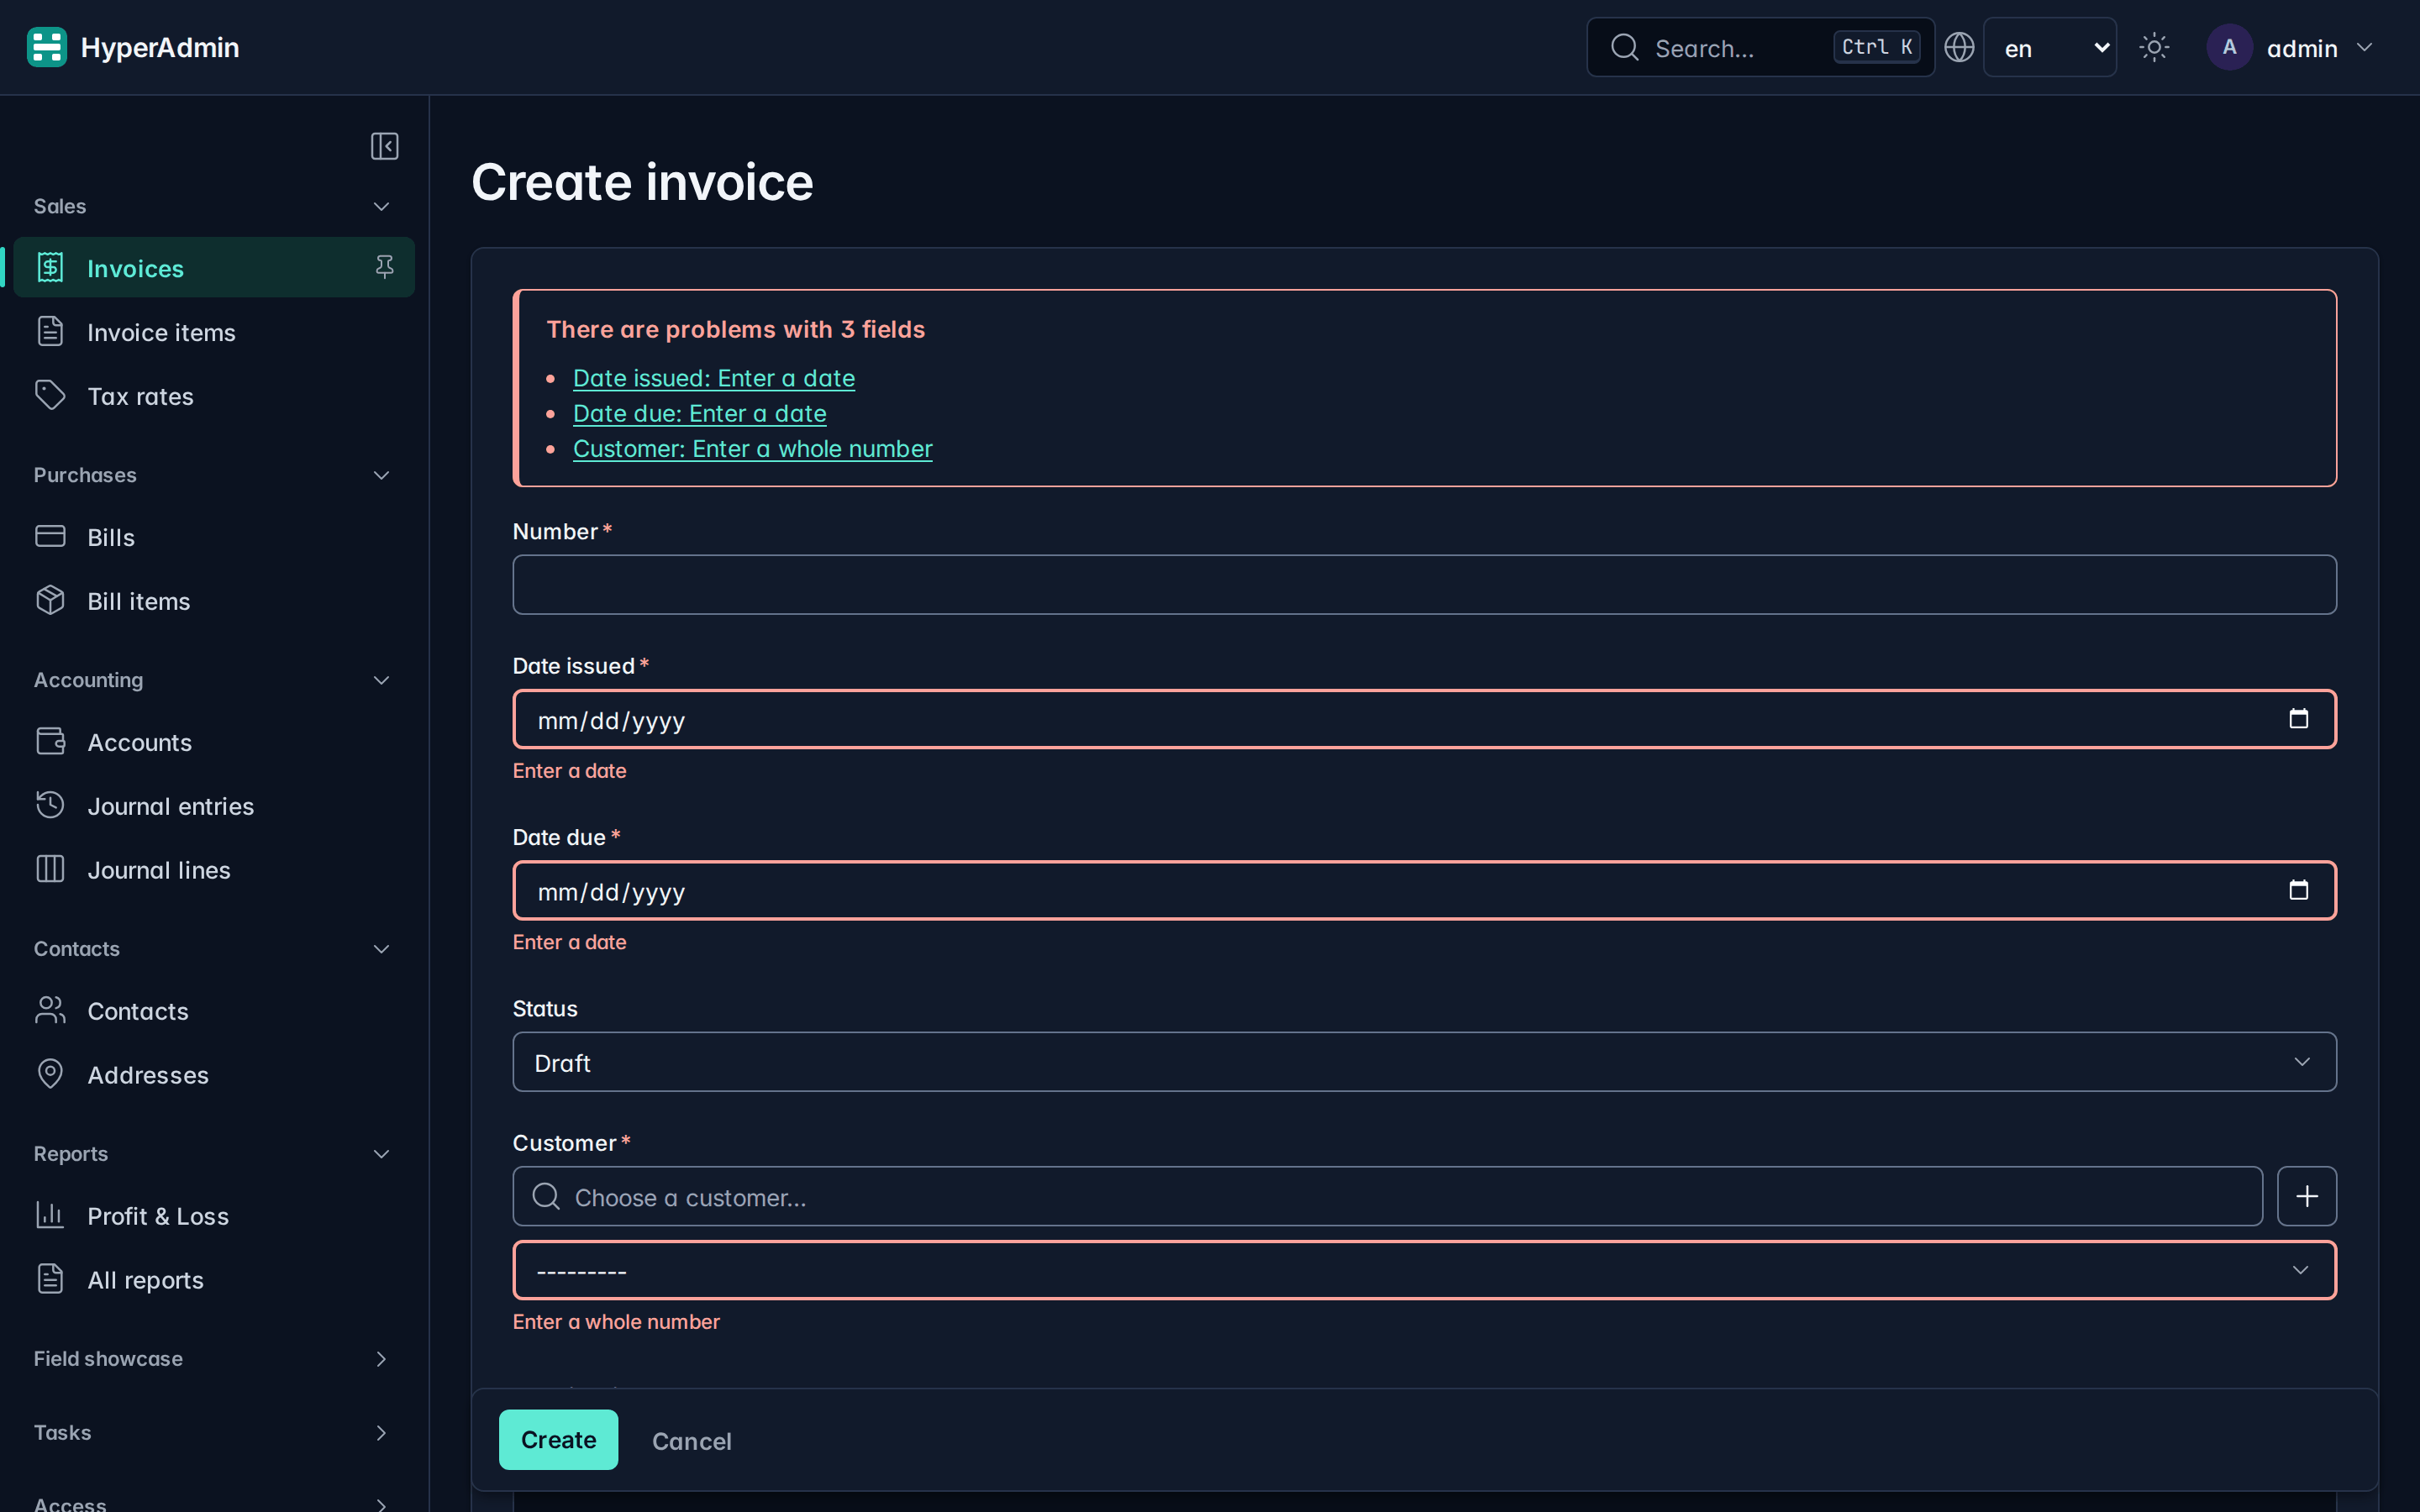 HyperAdmin
Search...
Ctrl K
en
A
admin
Sales
Invoices
Invoice items
Tax rates
Purchases
Bills
Bill items
Accounting
Accounts
Journal entries
Journal lines
Contacts
Contacts
Addresses
Reports
Profit & Loss
All reports
Field showcase
Tasks
Access
Create invoice
There are problems with 3 fields
Date issued: Enter a date
Date due: Enter a date
Customer: Enter a whole number
Number *
Date issued *
mm/dd/yyyy
Enter a date
Date due *
mm/dd/yyyy
Enter a date
Status
Draft
Customer *
Choose a customer...
---------
Enter a whole number
Create
Cancel